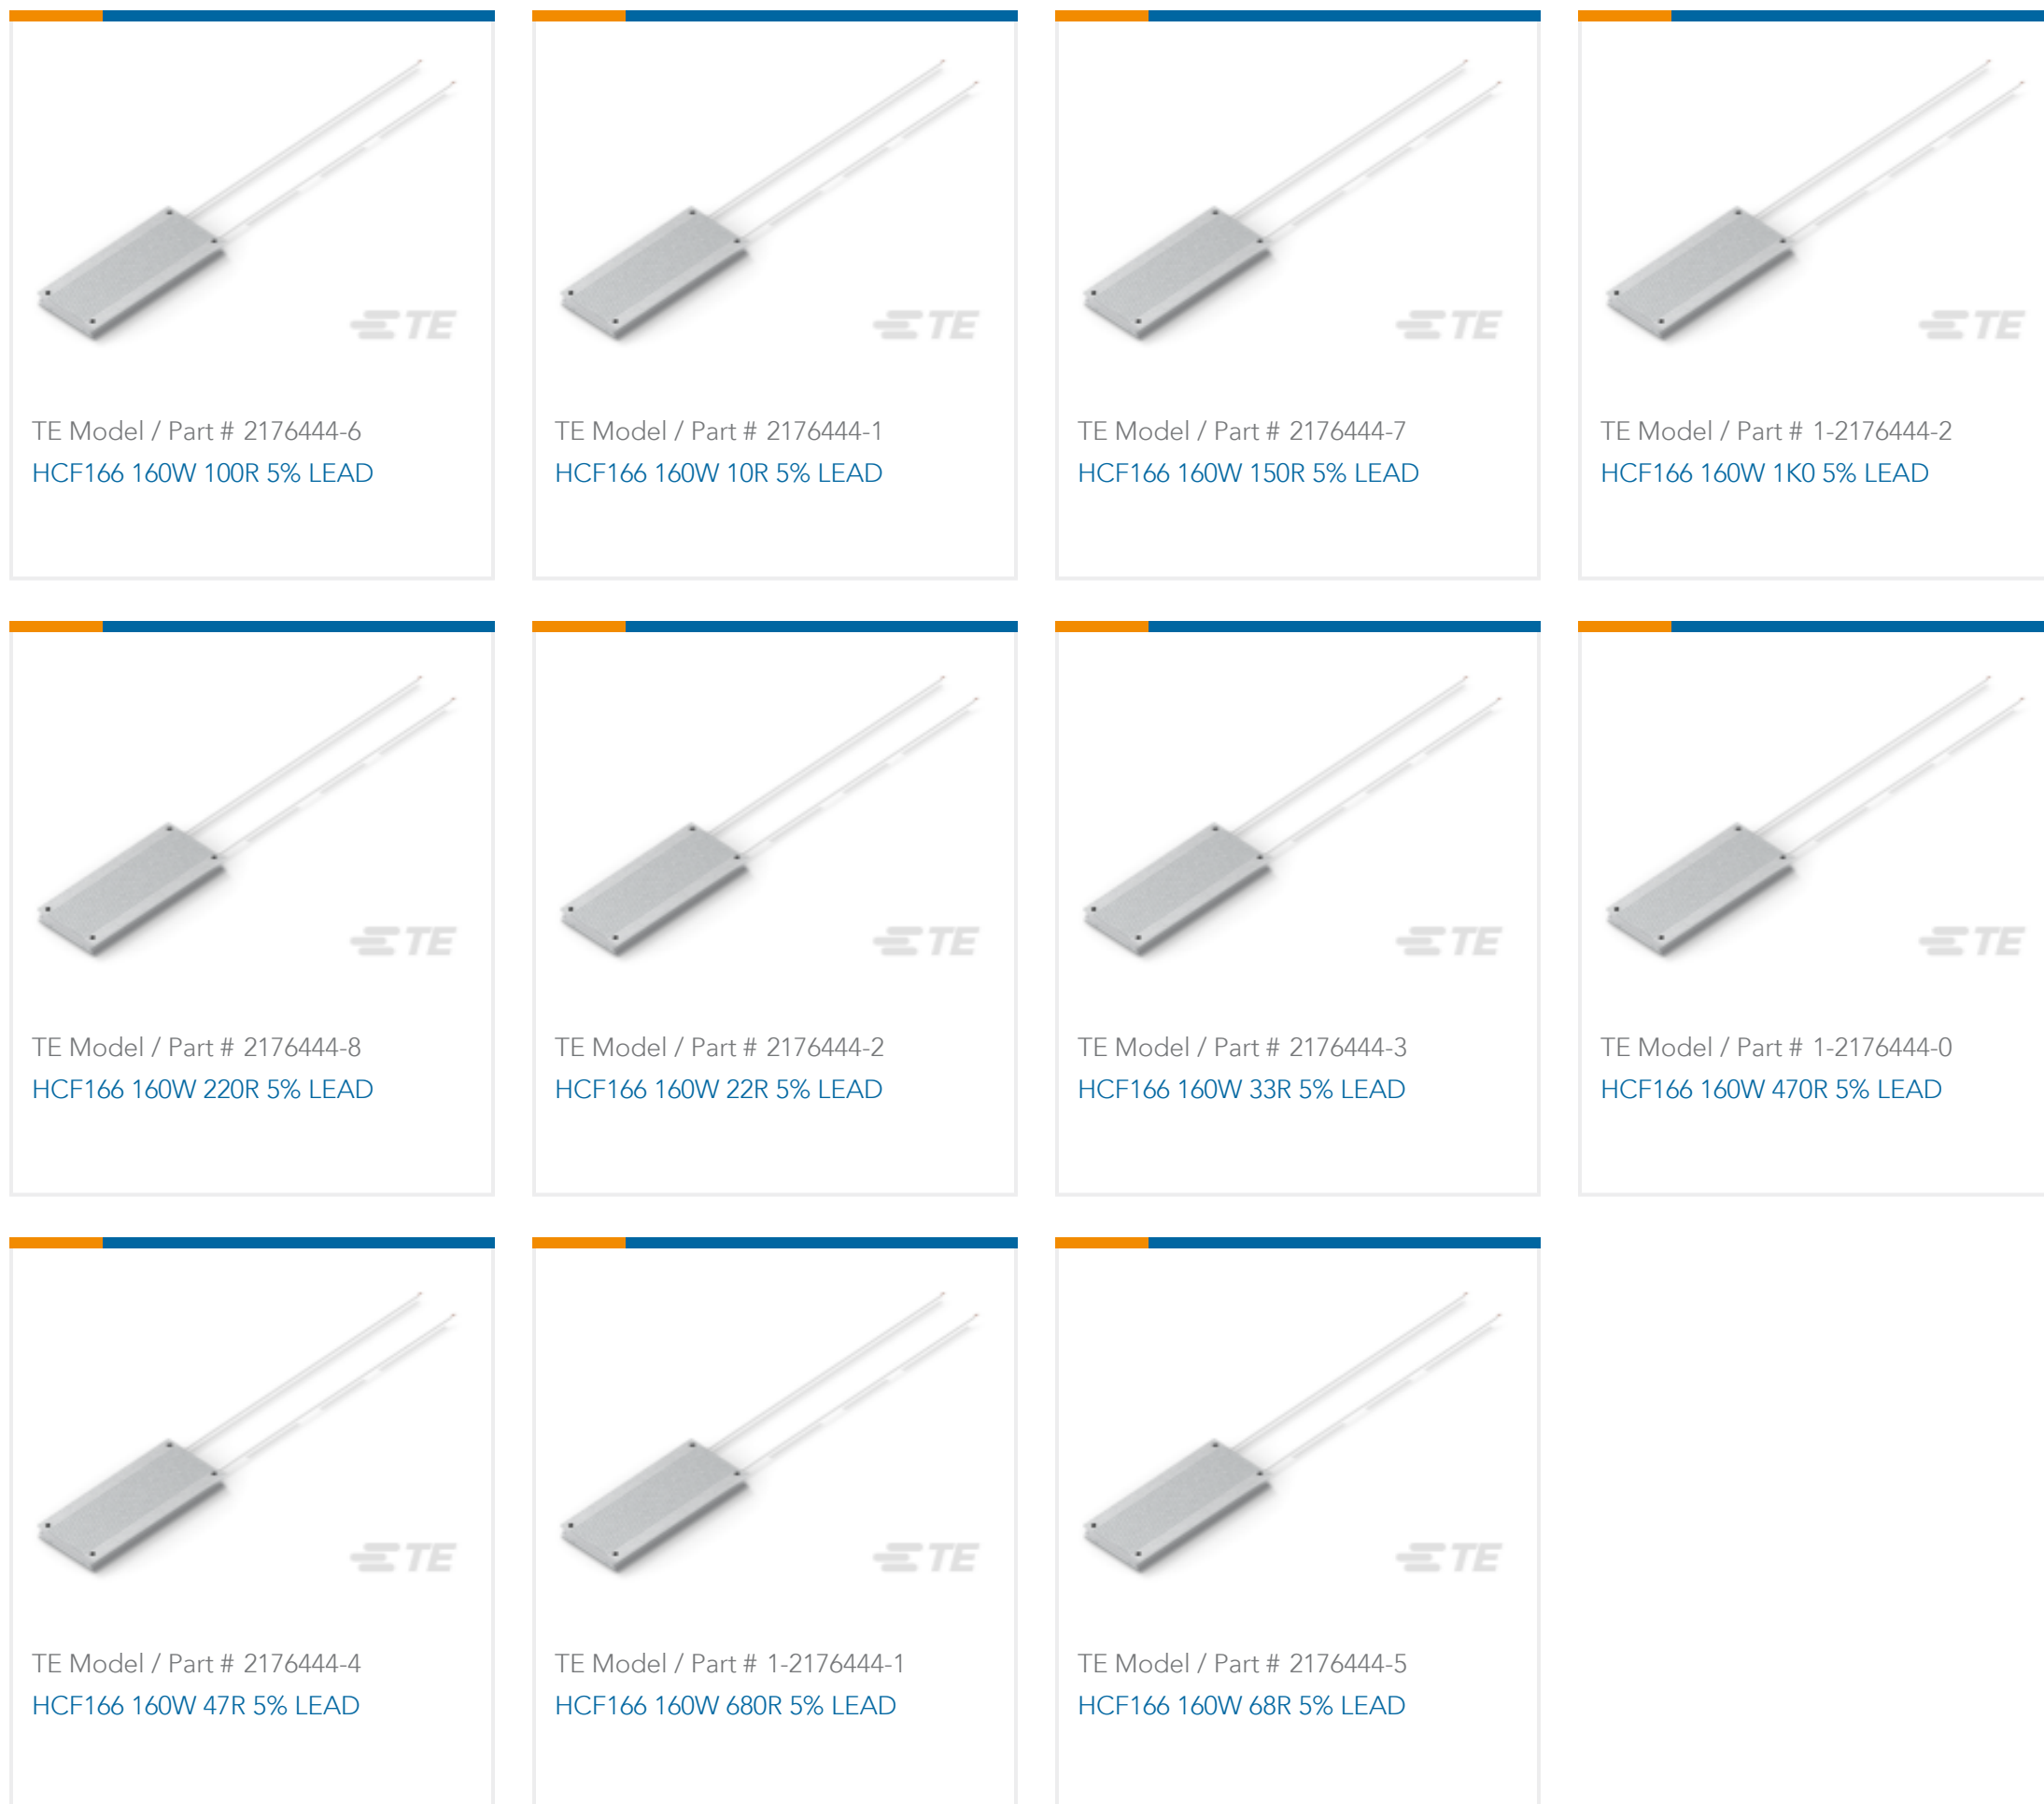 TE
TE Model / Part # 2176444-6
HCF166 160W 100R 5% LEAD
TE
TE Model / Part # 2176444-1
HCF166 160W 10R 5% LEAD
TE
TE Model / Part # 2176444-7
HCF166 160W 150R 5% LEAD
TE
TE Model / Part # 1-2176444-2
HCF166 160W 1K0 5% LEAD
TE
TE Model / Part # 2176444-8
HCF166 160W 220R 5% LEAD
TE
TE Model / Part # 2176444-2
HCF166 160W 22R 5% LEAD
TE
TE Model / Part # 2176444-3
HCF166 160W 33R 5% LEAD
TE
TE Model / Part # 1-2176444-0
HCF166 160W 470R 5% LEAD
TE
TE Model / Part # 2176444-4
HCF166 160W 47R 5% LEAD
TE
TE Model / Part # 1-2176444-1
HCF166 160W 680R 5% LEAD
TE
TE Model / Part # 2176444-5
HCF166 160W 68R 5% LEAD